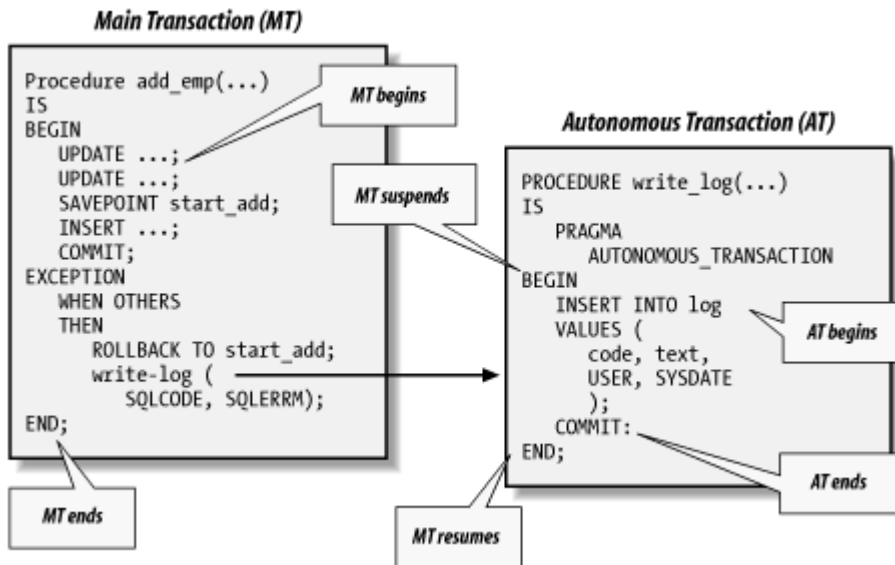 Main Transaction (MT)
Procedure add_emp(...)
IS
BEGIN
UPDATE ...;
UPDATE ...;
SAVEPOINT start_add;
INSERT ...;
COMMIT;
EXCEPTION
WHEN OTHERS
THEN
ROLLBACK TO start_add;
write-log (
SQLCODE, SQLERRM);
END;
MT begins
MT suspends
MT ends
Autonomous Transaction (AT)
PROCEDURE write_log(...)
IS
PRAGMA
AUTONOMOUS_TRANSACTION
BEGIN
INSERT INTO log
VALUES (
code, text,
USER, SYSDATE
);
COMMIT:
END;
AT begins
AT ends
MT resumes